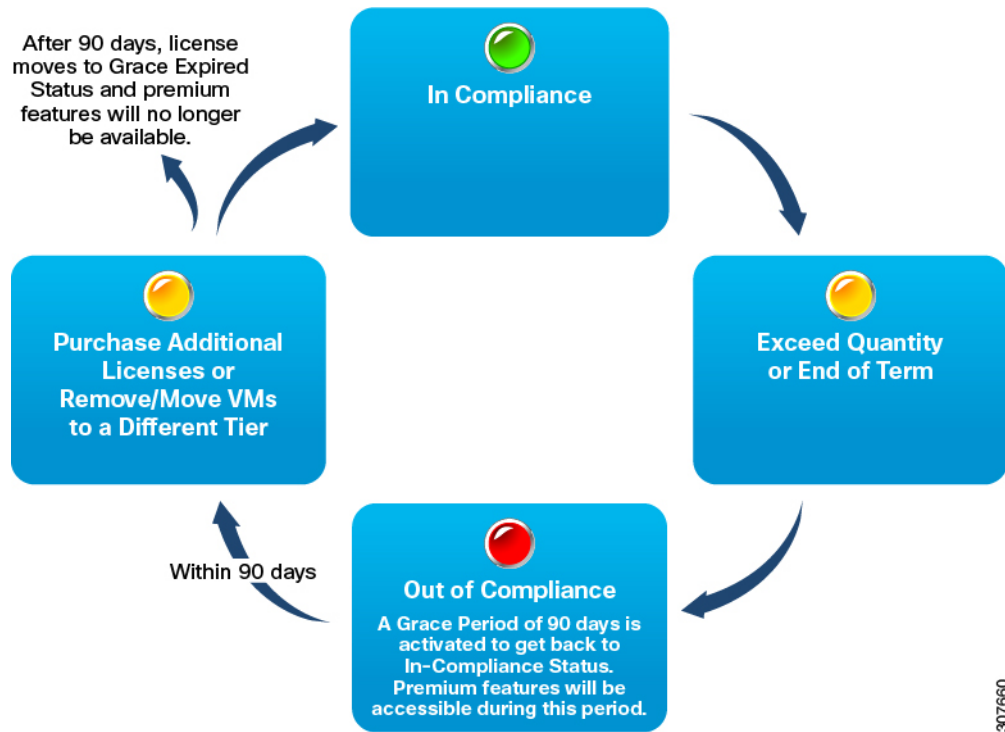 After 90 days, license
moves to Grace Expired
Status and premium
features will no longer
be available.
In Compliance
Exceed Quantity
or End of Term
Out of Compliance
A Grace Period of 90 days is
activated to get back to
In-Compliance Status.
Premium features will be
accessible during this period.
Within 90 days
Purchase Additional
Licenses or
Remove/Move VMs
to a Different Tier
307660